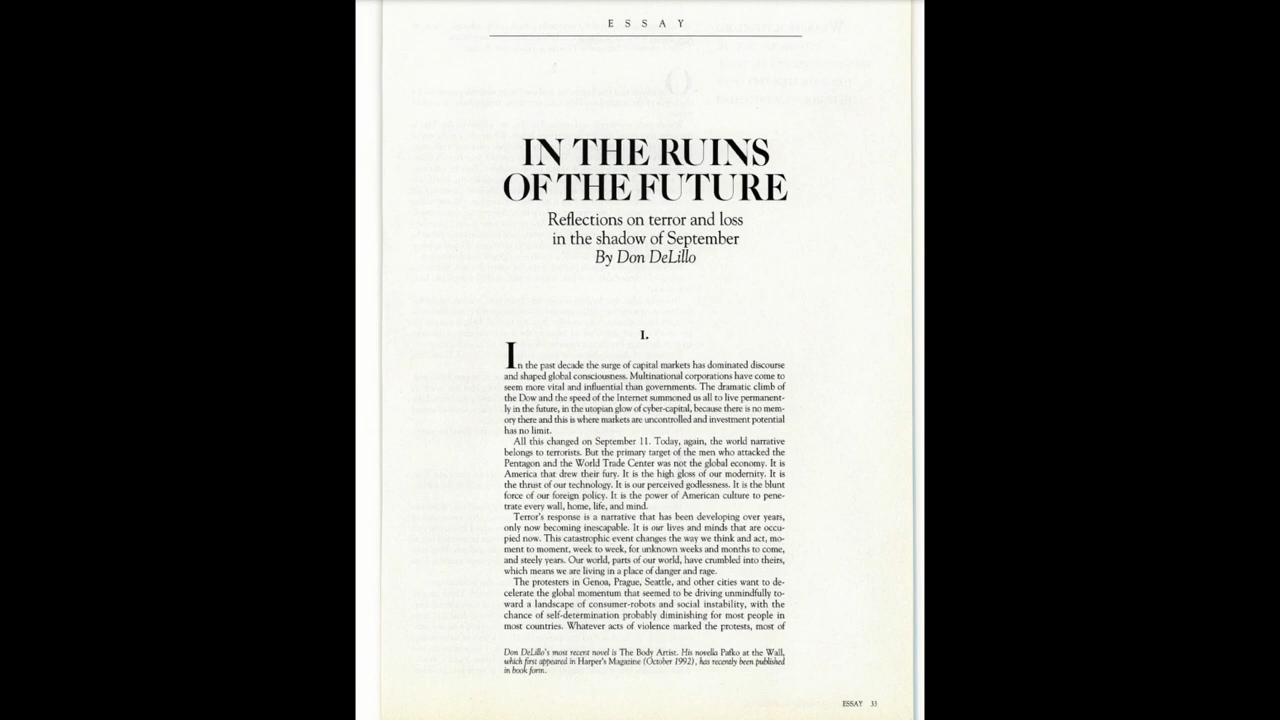 ESSAY
IN THE RUINS
OF THE FUTURE
Reflections on terror and loss
in the shadow of September
By Don DeLillo
I.
In the past decade the surge of capital markets has dominated discourse
and shaped global consciousness. Multinational corporations have come to
seem more vital and influential than governments. The dramatic climb of
the Dow and the speed of the Internet summoned us all to live permanent-
ly in the future, in the utopian glow of cyber-capital, because there is no mem-
ory there and this is where markets are uncontrolled and investment potential
has no limit.
All this changed on September 11. Today, again, the world narrative
belongs to terrorists. But the primary target of the men who attacked the
Pentagon and the World Trade Center was not the global economy. It is
America that drew their fury. It is the high gloss of our modernity. It is
the thrust of our technology. It is our perceived godlessness. It is the blunt
force of our foreign policy. It is the power of American culture to pene-
trate every wall, home, life, and mind.
Terror's response is a narrative that has been developing over years,
only now becoming inescapable. It is our lives and minds that are occu-
pied now. This catastrophic event changes the way we think and act, mo-
ment to moment, week to week, for unknown weeks and months to come,
and steely years. Our world, parts of our world, have crumbled into theirs,
which means we are living in a place of danger and rage.
The protesters in Genoa, Prague, Seattle, and other cities want to de-
celerate the global momentum that seemed to be driving unmindfully to-
ward a landscape of consumer-robots and social instability, with the
chance of self-determination probably diminishing for most people in
most countries. Whatever acts of violence marked the protests, most of
Don DeLillo's most recent novel is The Body Artist. His novella Pafko at the Wall,
which first appeared in Harper's Magazine (October 1992), has recently been published
in book form.
ESSAY 33